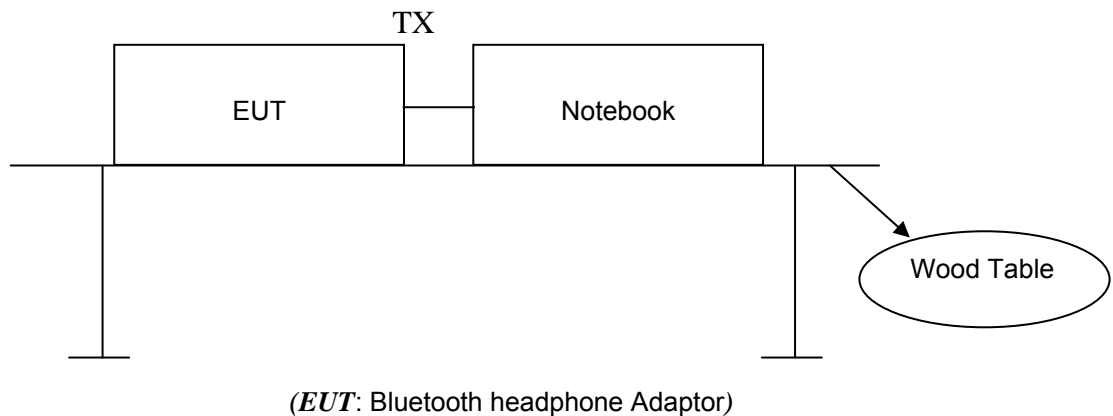 TX
EUT
Notebook
Wood Table
(EUT: Bluetooth headphone Adaptor)